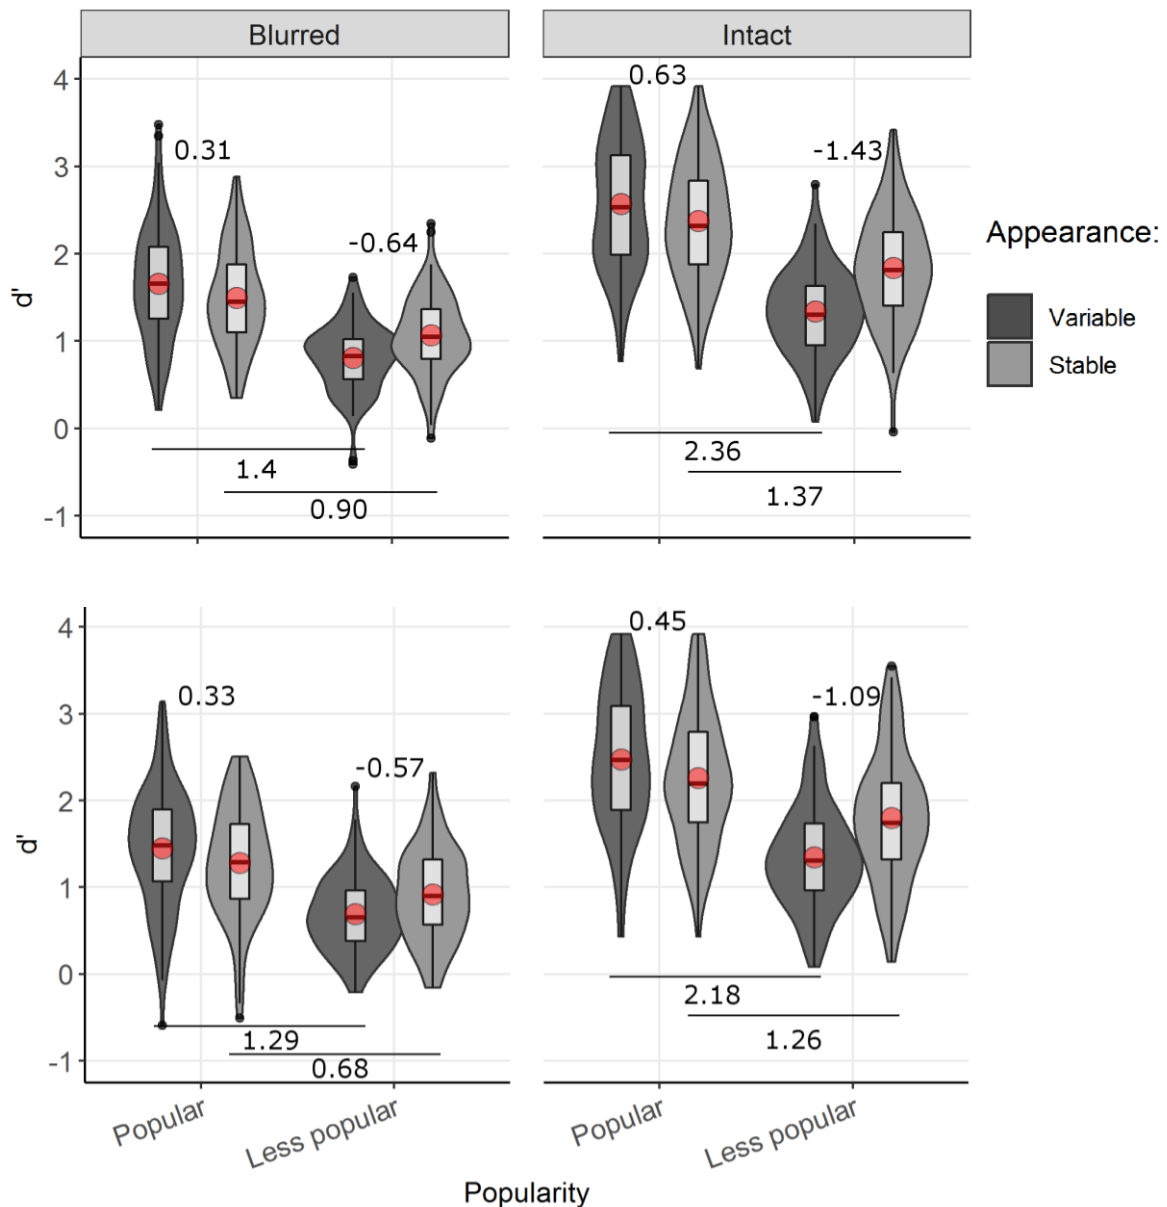 Blurred
Intact
4
3
2
1
0
-1
d'
0.31
-0.64
1.4
0.90
0.63
-1.43
2.36
1.37
Appearance:
Variable
Stable
4
3
2
1
0
-1
d'
0.33
-0.57
1.29
0.68
0.45
-1.09
2.18
1.26
Popular
Less popular
Popular
Less popular
Popularity